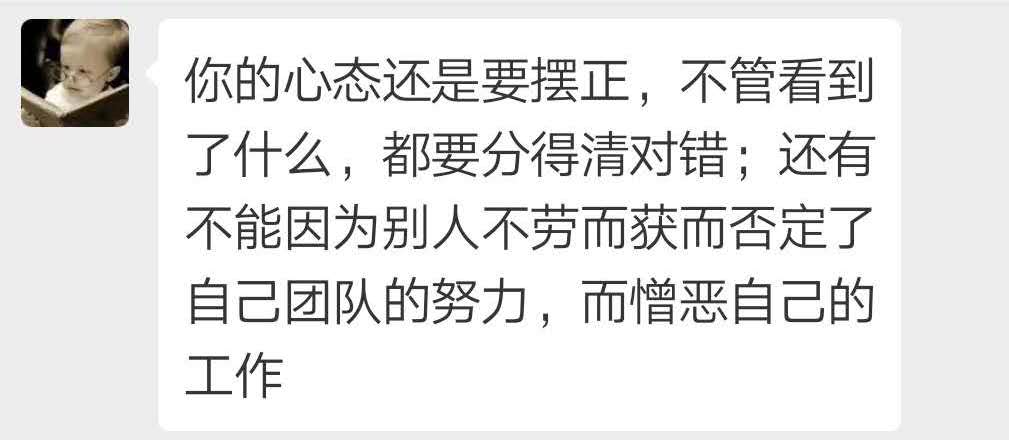 你的心态还是要摆正，不管看到
了什么，都要分得清对错；还有
不能因为别人不劳而获而否定了
自己团队的努力，而憎恶自己的
工作